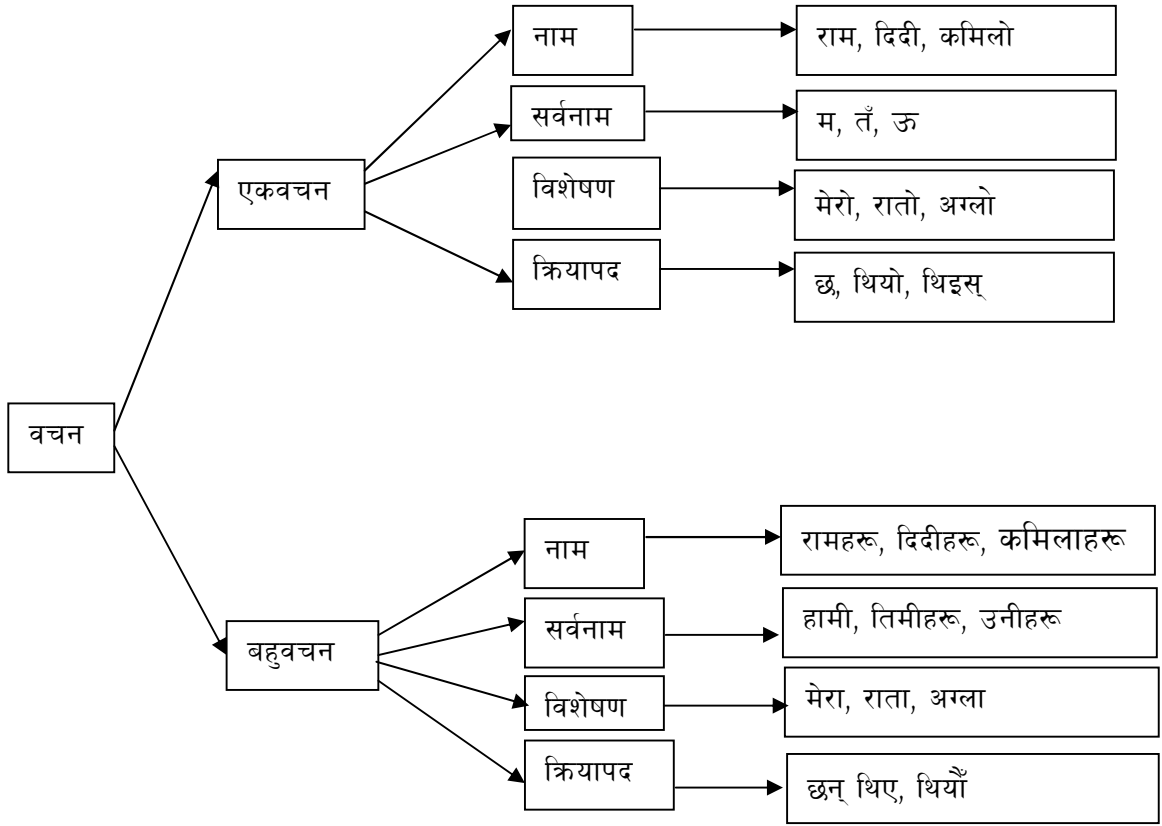 वचन
एकवचन
नाम
राम, दिदी, कमिलो
सर्वनाम
म, तँ, ऊ
विशेषण
मेरो, रातो, अग्लो
क्रियापद
छ, थियो, थिइस्
बहुवचन
नाम
रामहरू, दिदीहरू, कमिलाहरू
सर्वनाम
हामी, तिमीहरू, उनीहरू
विशेषण
मेरा, राता, अग्ला
क्रियापद
छन् थिए, थियौँ